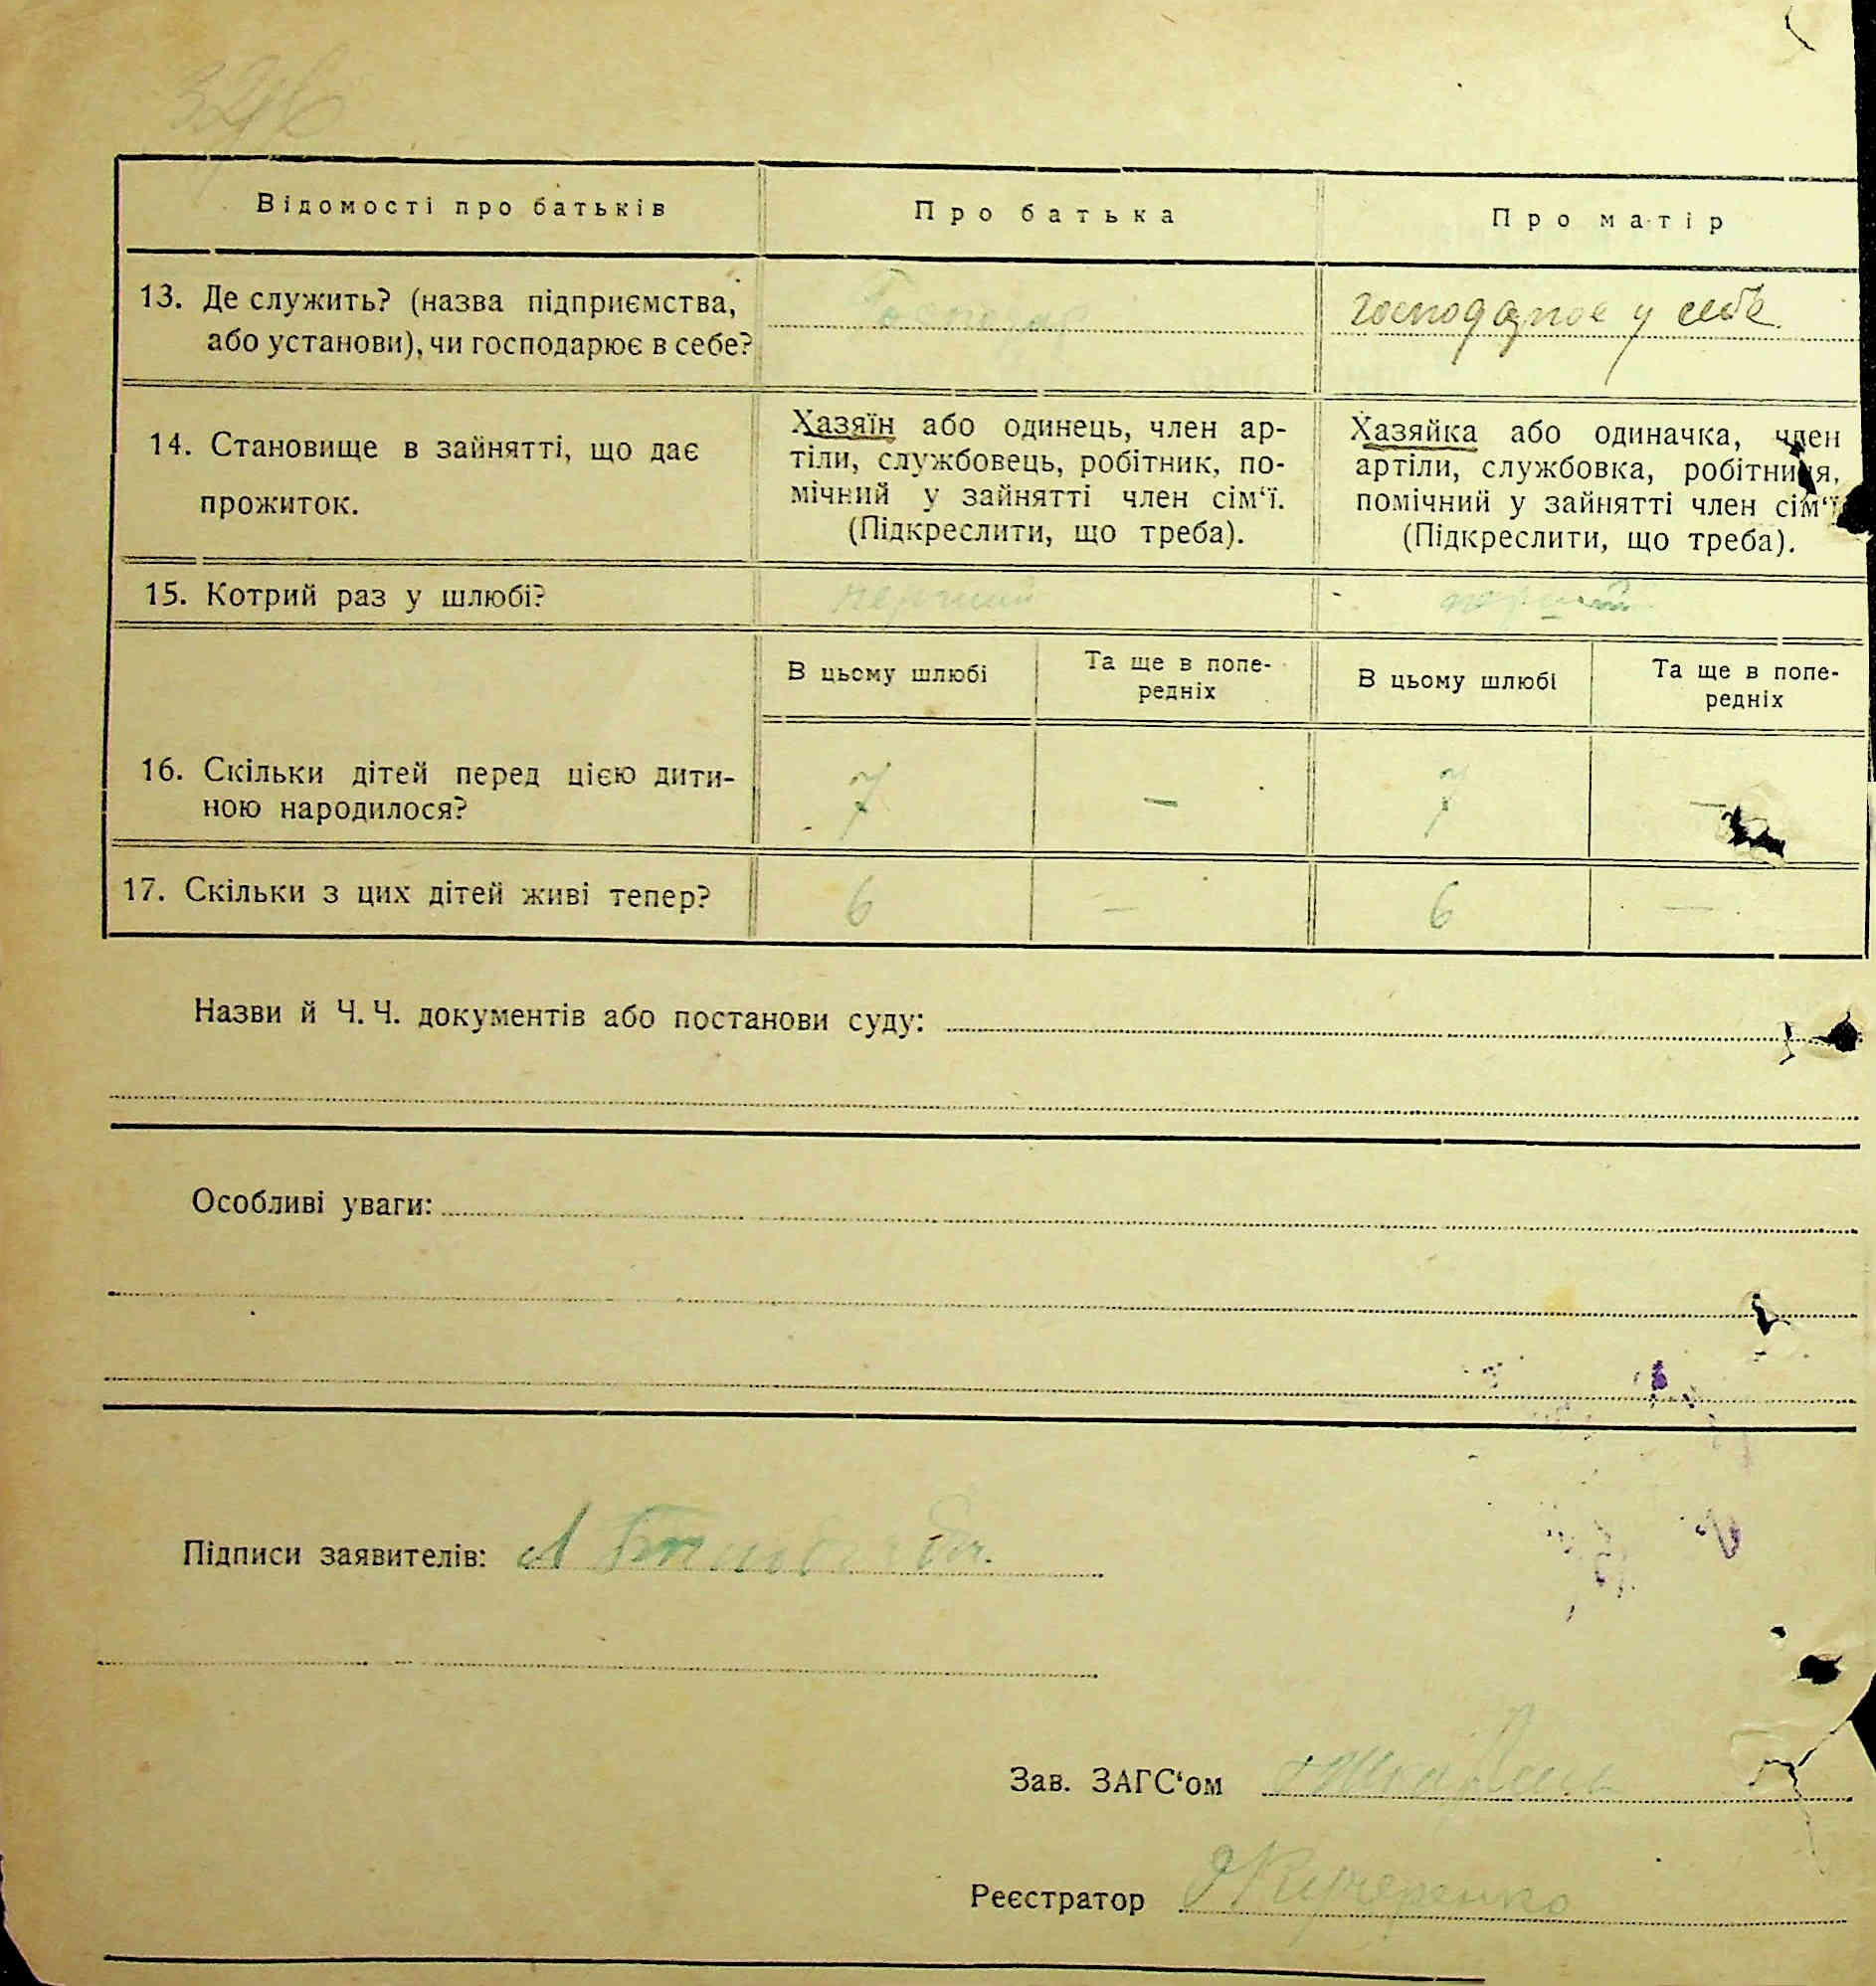 Відомості про батьків
Про батька
Про матір
13. Де служить? (назва підприємства,
або установи), чи господарює в себе?
господарює у себе
14. Становище в зайнятті, що дає
прожиток.
Хазяїн або одинець, член ар-
тіли, службовець, робітник, по-
мічний у зайнятті член сім‘ї.
(Підкреслити, що треба).
Хазяйка або одиначка, член
артіли, службовка, робітниця,
помічний у зайнятті член сім‘ї
(Підкреслити, що треба).
15. Котрий раз у шлюбі?
перший
перший
В цьому шлюбі
Та ще в попе-
редніх
В цьому шлюбі
Та ще в попе-
редніх
16. Скільки дітей перед цією дити-
ною народилося?
7 — 7 —
17. Скільки з цих дітей живі тепер?
6 — 6 —
Назви й Ч. Ч. документів або постанови суду:
Особливі уваги:
Підписи заявителів:
Зав. ЗАГС‘ом
Реєстратор Кучеренко